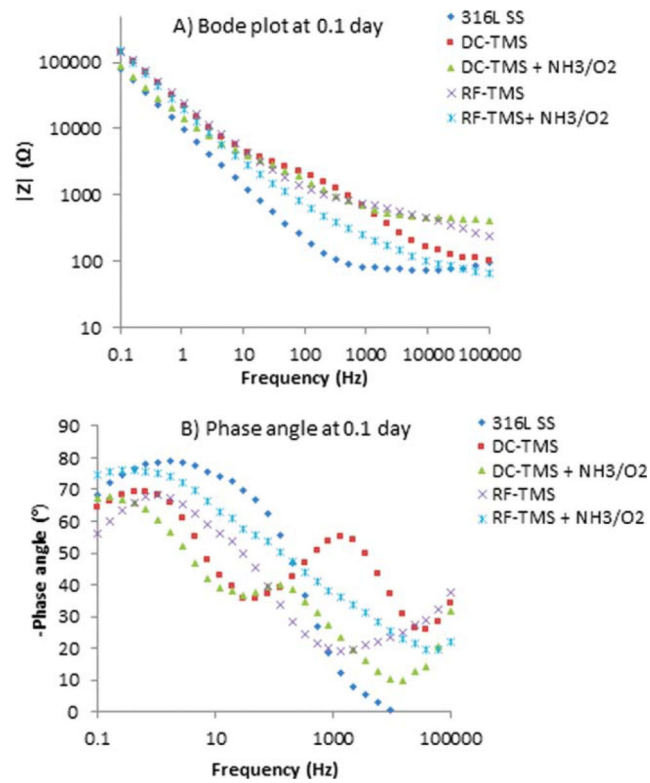 A) Bode plot at 0.1 day
316L SS
DC-TMS
DC-TMS + NH3/O2
RF-TMS
RF-TMS+ NH3/O2
|Z| (Ω)
100000
10000
1000
100
10
0.1 1 10 100 1000 10000 100000
Frequency (Hz)
B) Phase angle at 0.1 day
316L SS
DC-TMS
DC-TMS + NH3/O2
RF-TMS
RF-TMS + NH3/O2
-Phase angle (°)
90
80
70
60
50
40
30
20
10
0
0.1 10 1000 100000
Frequency (Hz)